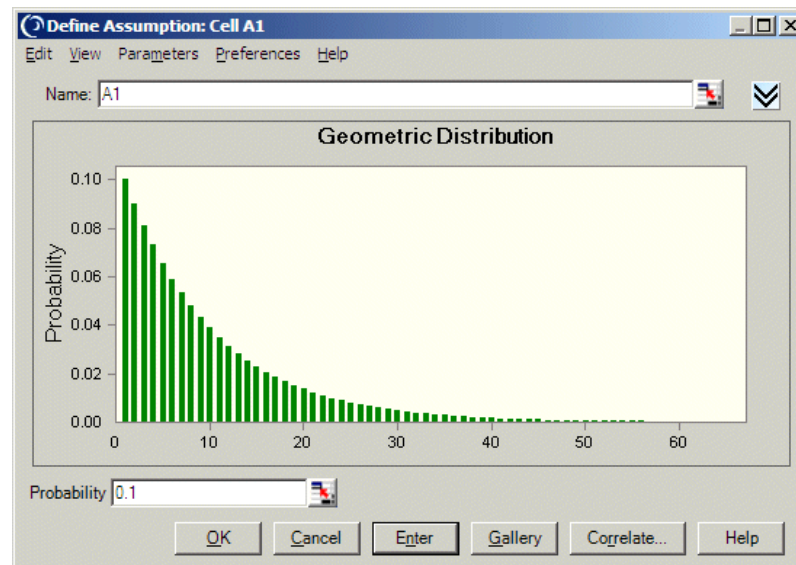 Define Assumption: Cell A1
Edit View Parameters Preferences Help
Name: A1
Geometric Distribution
Probability
0.10
0.08
0.06
0.04
0.02
0.00
0 10 20 30 40 50 60
Probability 0.1
OK Cancel Enter Gallery Correlate... Help